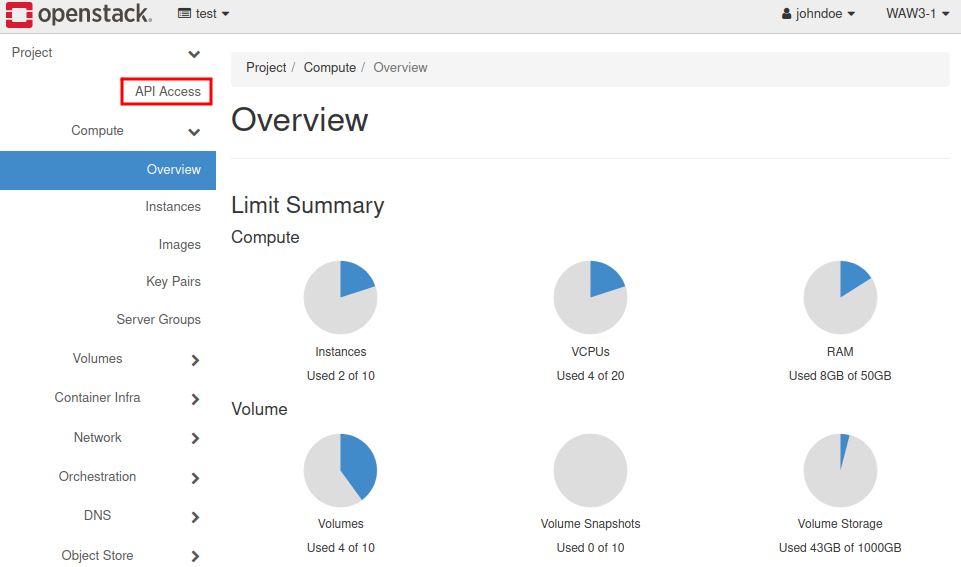 openstack. test johndoe WAW3-1
Project
API Access
Compute
Overview
Instances
Images
Key Pairs
Server Groups
Volumes
Container Infra
Network
Orchestration
DNS
Object Store
Project / Compute / Overview
Overview
Limit Summary
Compute
Instances
Used 2 of 10
VCPUs
Used 4 of 20
RAM
Used 8GB of 50GB
Volume
Volumes
Used 4 of 10
Volume Snapshots
Used 0 of 10
Volume Storage
Used 43GB of 1000GB